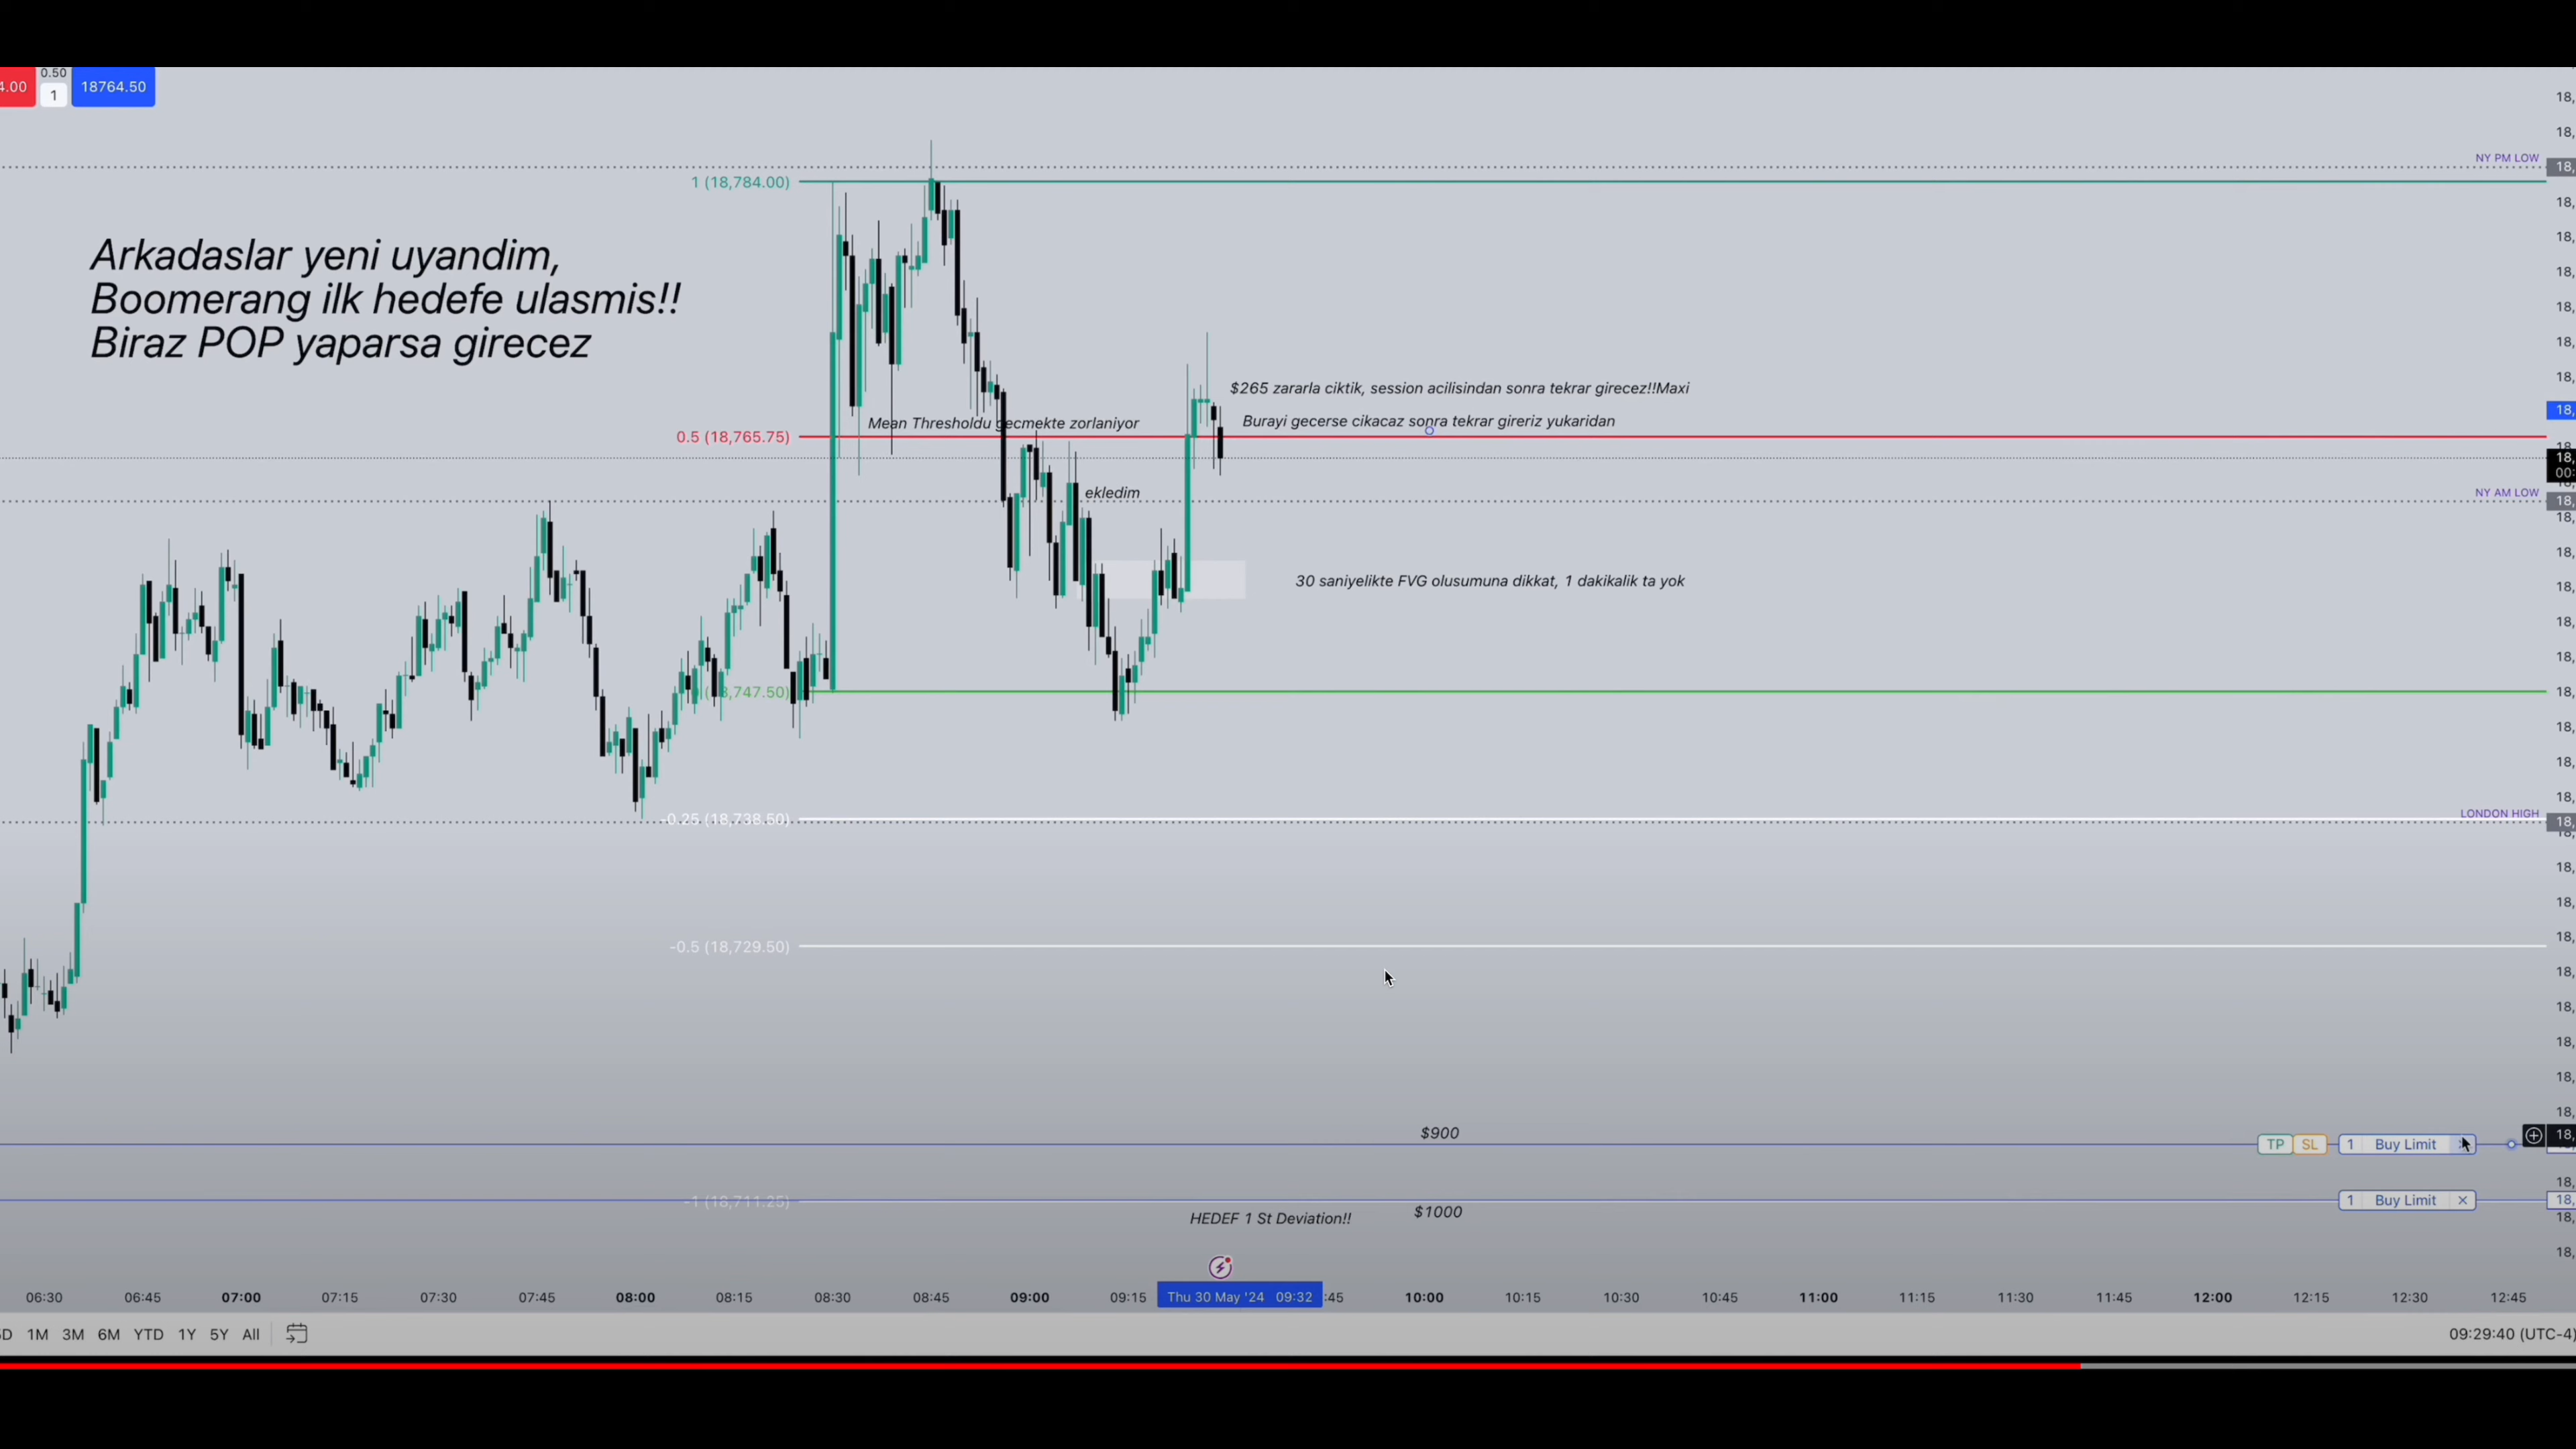 0.50
4.00 1 18764.50
NY PM LOW
1 (18,784.00)
Arkadaslar yeni uyandim,
Boomerang ilk hedefe ulasmis!!
Biraz POP yaparsa girecez
$265 zararla ciktik, session acilisindan sonra tekrar girecez!!Maxi
Mean Thresholdu gecmekte zorlaniyor
Burayi gecerse cikacaz sonra tekrar gireriz yukaridan
0.5 (18,765.75)
ekledim
NY AM LOW
30 saniyelikte FVG olusumuna dikkat, 1 dakikalik ta yok
-0.25 (18,738.50)
LONDON HIGH
-0.5 (18,729.50)
$900
TP SL 1 Buy Limit
-1 (18,711.25)
1 Buy Limit ×
HEDEF 1 St Deviation!!
$1000
06:30 06:45 07:00 07:15 07:30 07:45 08:00 08:15 08:30 08:45 09:00 09:15 Thu 30 May '24 09:32 :45 10:00 10:15 10:30 10:45 11:00 11:15 11:30 11:45 12:00 12:15 12:30 12:45
1M 3M 6M YTD 1Y 5Y All
09:29:40 (UTC-4)